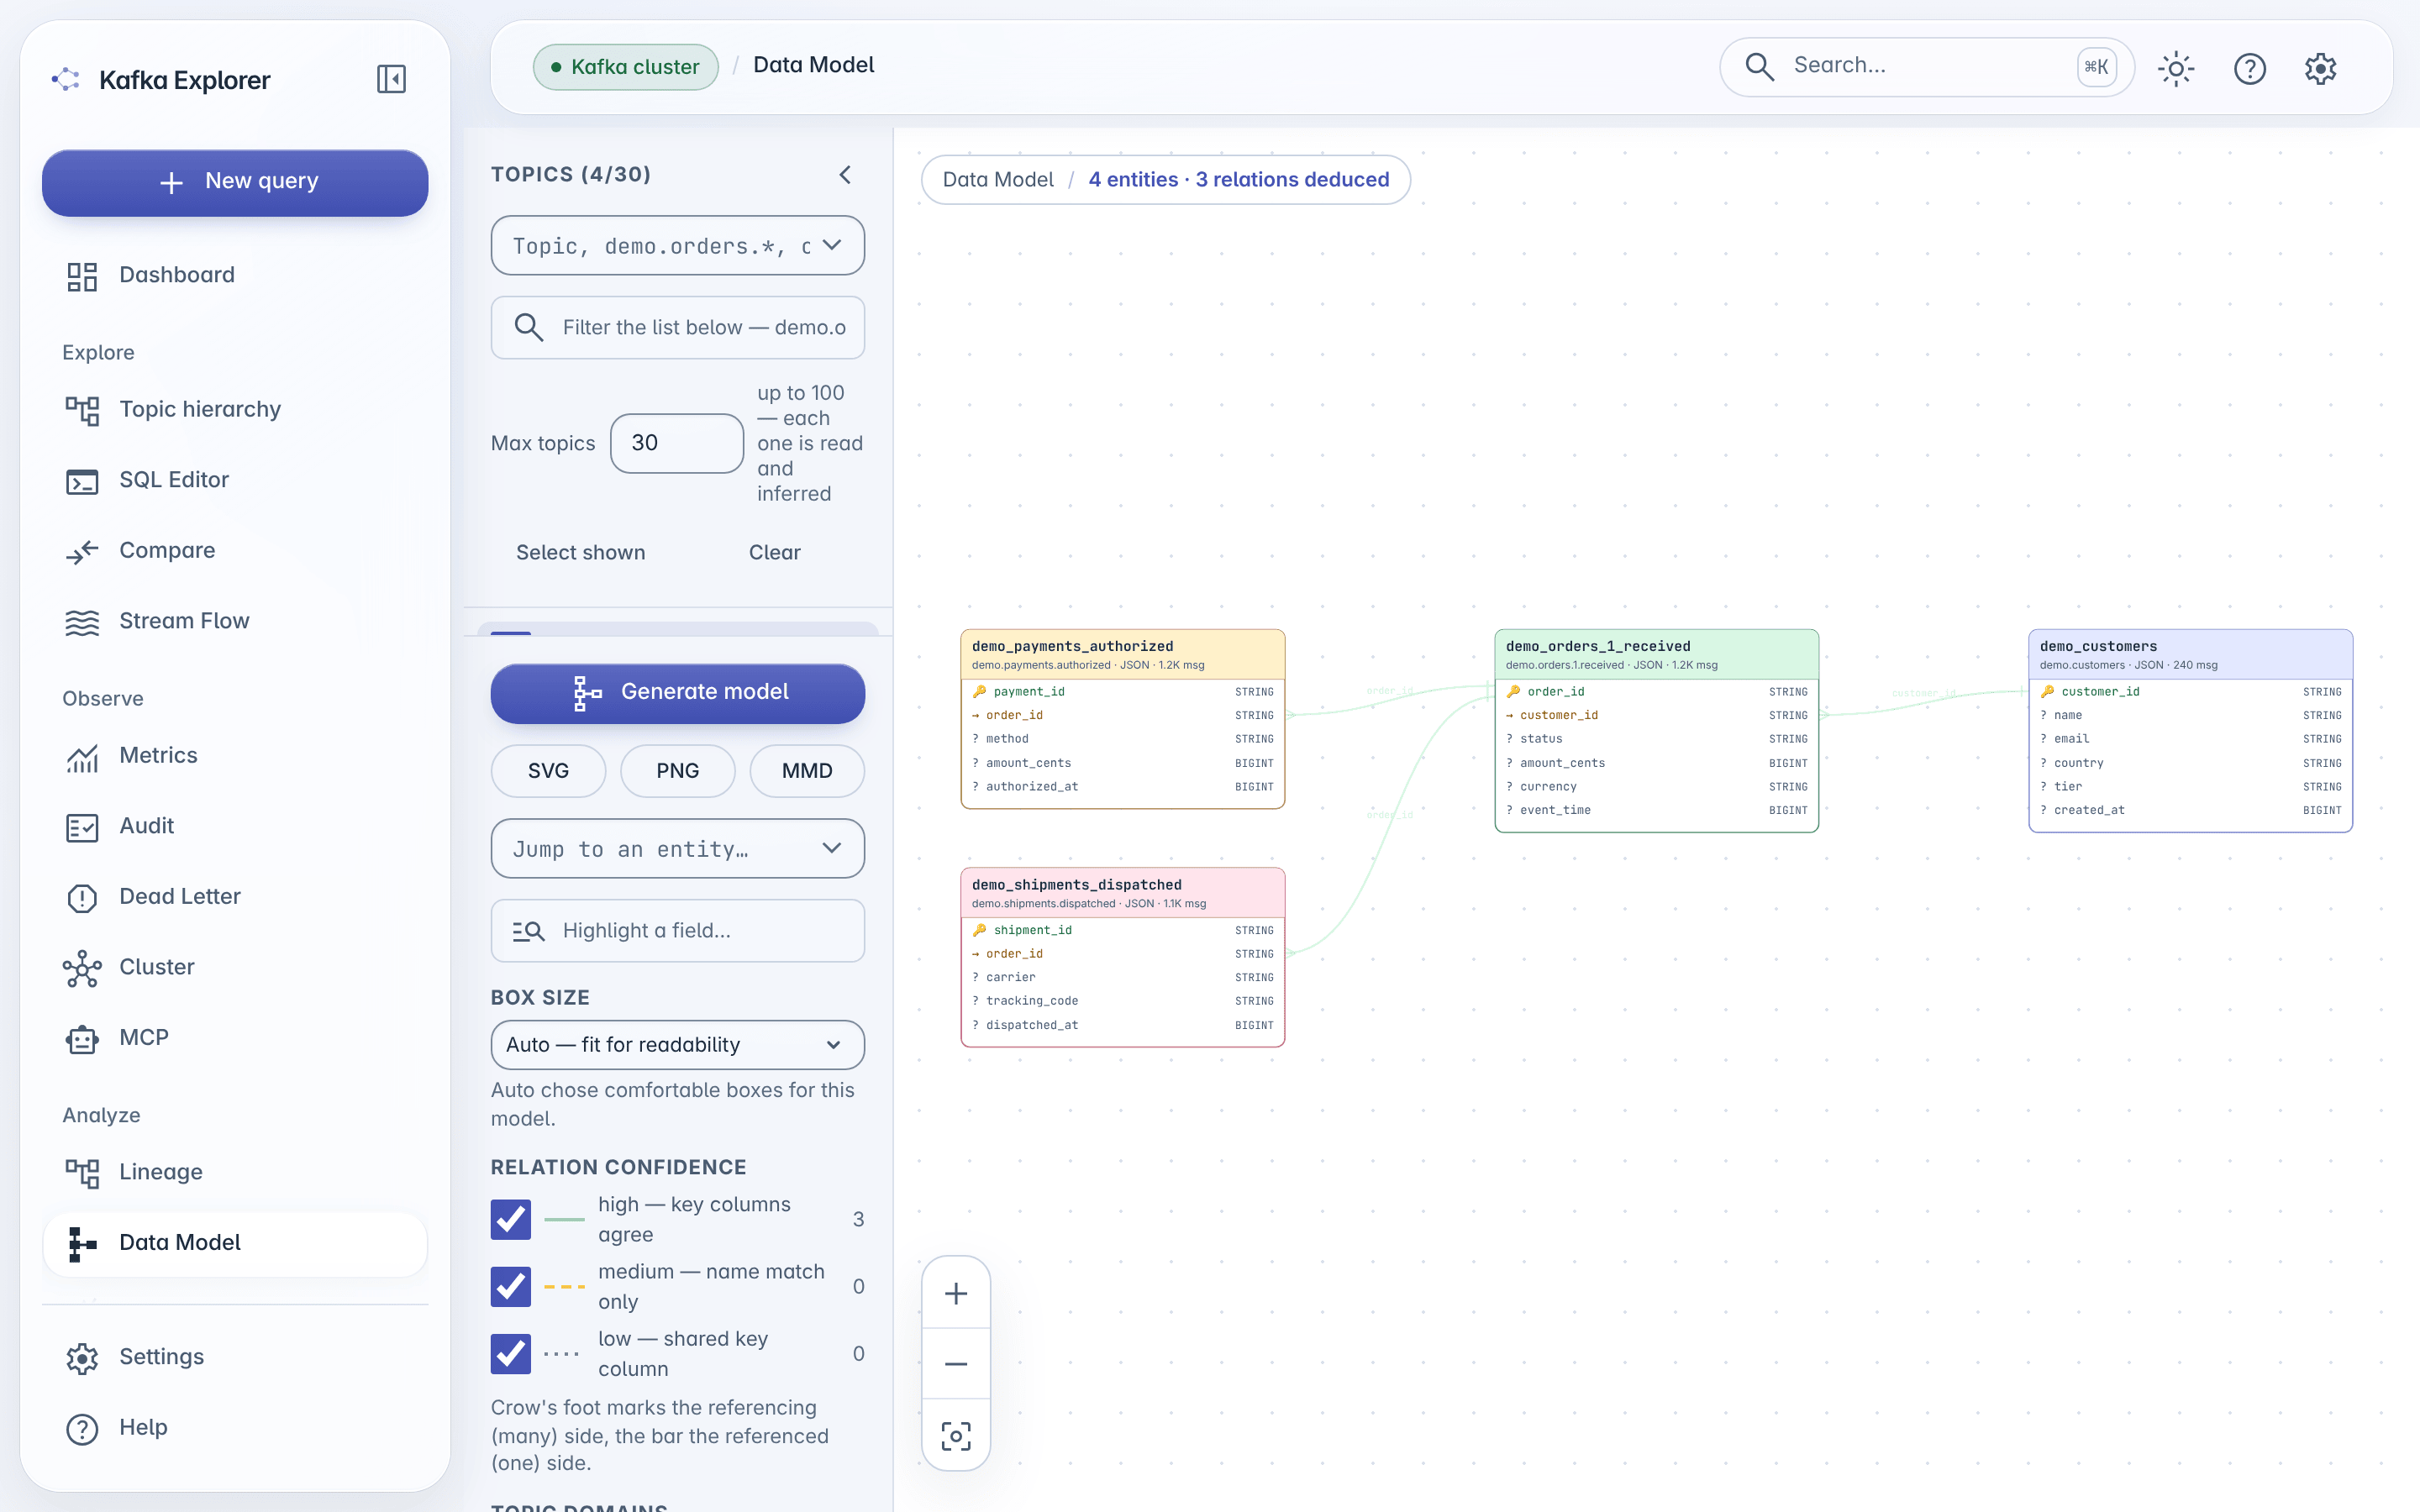 Kafka Explorer
New query
Dashboard
Explore
Topic hierarchy
SQL Editor
Compare
Stream Flow
Observe
Metrics
Audit
Dead Letter
Cluster
MCP
Analyze
Lineage
Data Model
Settings
Help
Kafka cluster / Data Model
Search... ⌘K
TOPICS (4/30)
Topic, demo.orders.*, c
Filter the list below — demo.o
Max topics 30
up to 100
— each
one is read
and
inferred
Select shown Clear
Generate model
SVG PNG MMD
Jump to an entity…
Highlight a field...
BOX SIZE
Auto — fit for readability
Auto chose comfortable boxes for this
model.
RELATION CONFIDENCE
high — key columns
agree 3
medium — name match
only 0
low — shared key
column 0
Crow's foot marks the referencing
(many) side, the bar the referenced
(one) side.
TOPIC DOMAINS
Data Model / 4 entities · 3 relations deduced
demo_payments_authorized
demo.payments.authorized · JSON · 1.2K msg
payment_id STRING
→ order_id STRING
? method STRING
? amount_cents BIGINT
? authorized_at BIGINT
demo_shipments_dispatched
demo.shipments.dispatched · JSON · 1.1K msg
shipment_id STRING
→ order_id STRING
? carrier STRING
? tracking_code STRING
? dispatched_at BIGINT
order_id
order_id
demo_orders_1_received
demo.orders.1.received · JSON · 1.2K msg
order_id STRING
→ customer_id STRING
? status STRING
? amount_cents BIGINT
? currency STRING
? event_time BIGINT
customer_id
demo_customers
demo.customers · JSON · 240 msg
customer_id STRING
? name STRING
? email STRING
? country STRING
? tier STRING
? created_at BIGINT